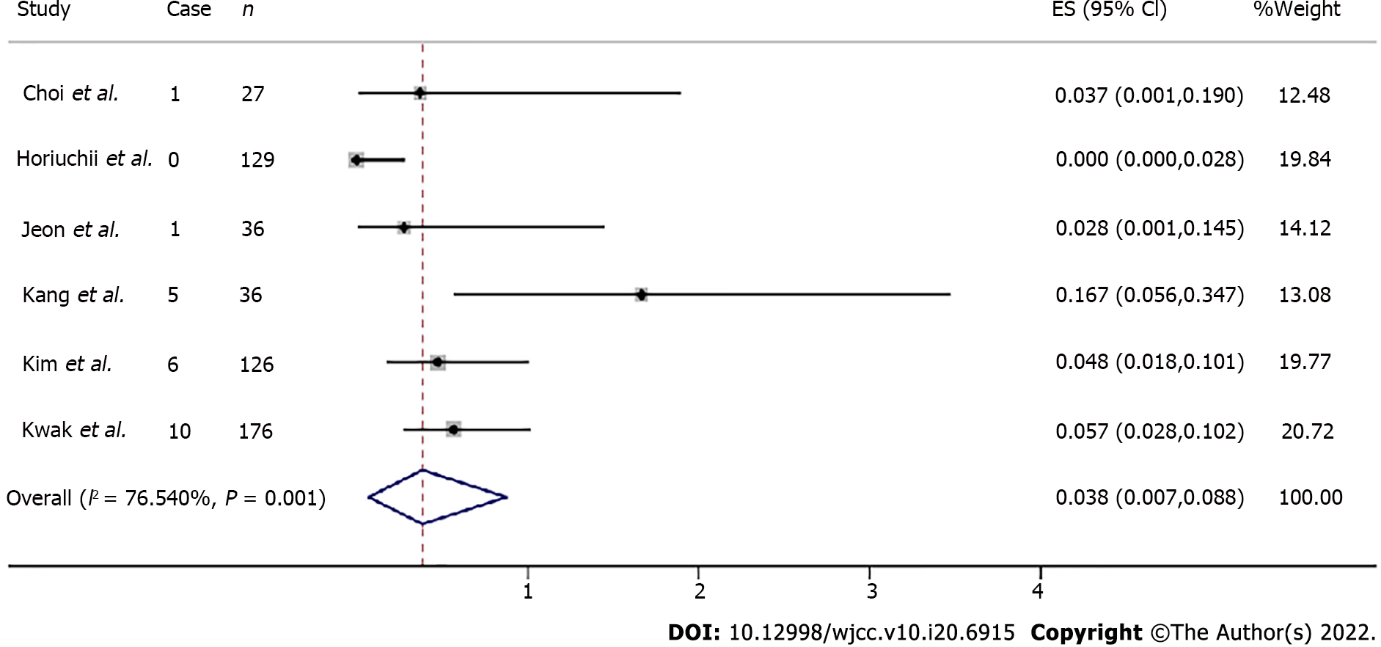 Study Case n ES (95% CI) %Weight
Choi et al. 1 27 0.037 (0.001,0.190) 12.48
Horiuchii et al. 0 129 0.000 (0.000,0.028) 19.84
Jeon et al. 1 36 0.028 (0.001,0.145) 14.12
Kang et al. 5 36 0.167 (0.056,0.347) 13.08
Kim et al. 6 126 0.048 (0.018,0.101) 19.77
Kwak et al. 10 176 0.057 (0.028,0.102) 20.72
Overall (I² = 76.540%, P = 0.001) 0.038 (0.007,0.088) 100.00
1 2 3 4
DOI: 10.12998/wjcc.v10.i20.6915 Copyright ©The Author(s) 2022.